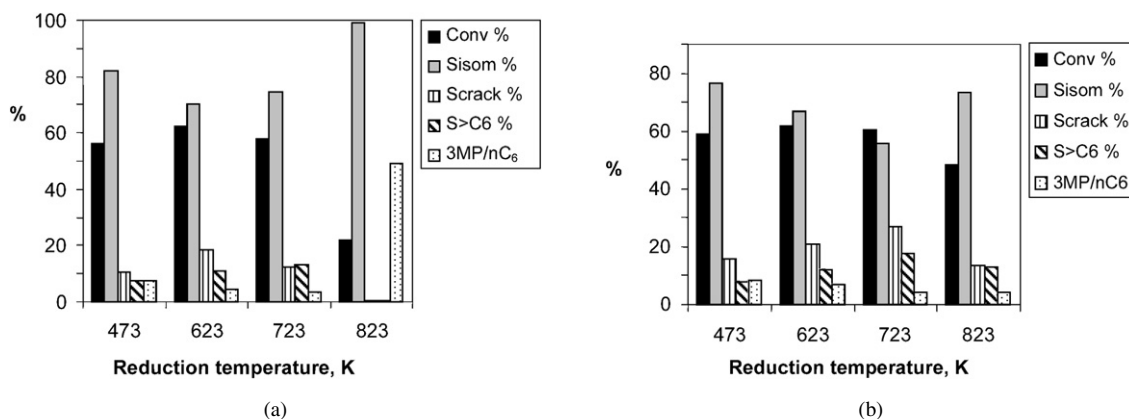 100
80
60
40
20
0
%
473 623 723 823
Reduction temperature, K
Conv %
Sisom %
Scrack %
S>C6 %
3MP/nC₆
(a)
80
60
40
20
0
%
473 623 723 823
Reduction temperature, K
Conv %
Sisom %
Scrack %
S>C6 %
3MP/nC6
(b)